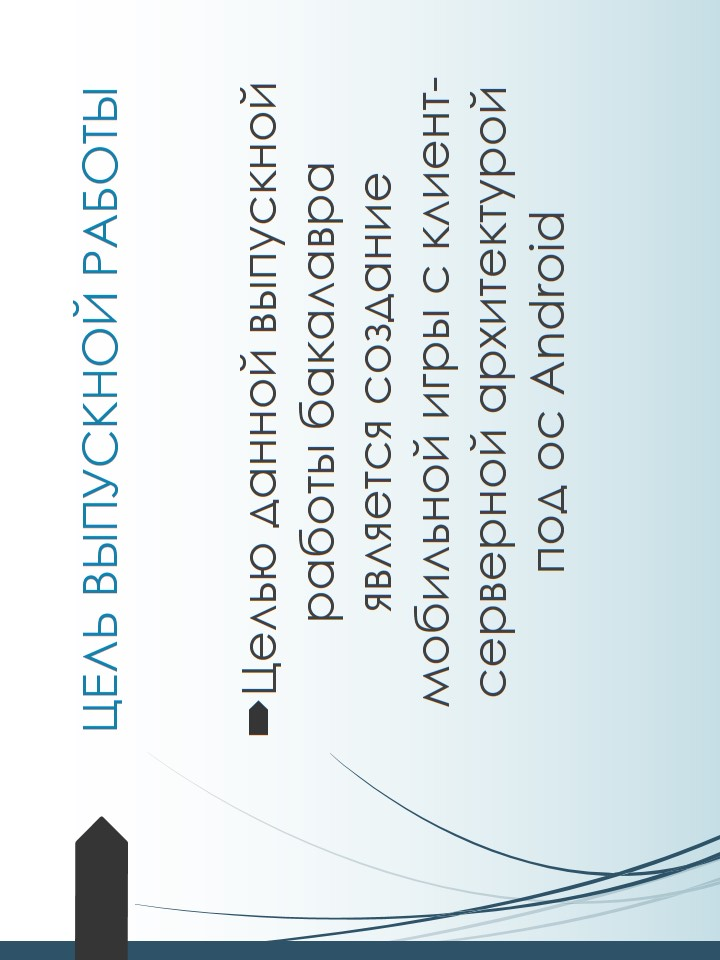 ЦЕЛЬ ВЫПУСКНОЙ РАБОТЫ
Целью данной выпускной
работы бакалавра
является создание
мобильной игры с клиент-
серверной архитектурой
под ос Android